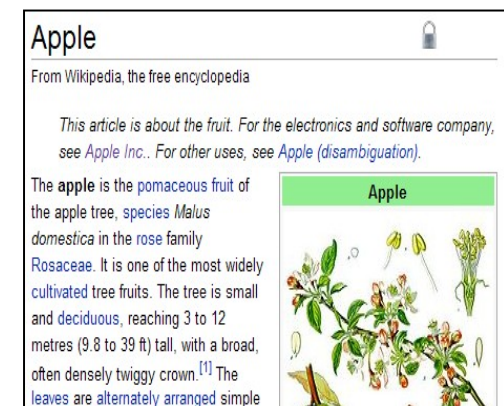 Apple
From Wikipedia, the free encyclopedia
This article is about the fruit. For the electronics and software company,
see Apple Inc.. For other uses, see Apple (disambiguation).
The apple is the pomaceous fruit of
the apple tree, species Malus
domestica in the rose family
Rosaceae. It is one of the most widely
cultivated tree fruits. The tree is small
and deciduous, reaching 3 to 12
metres (9.8 to 39 ft) tall, with a broad,
often densely twiggy crown.[1] The
leaves are alternately arranged simple
Apple